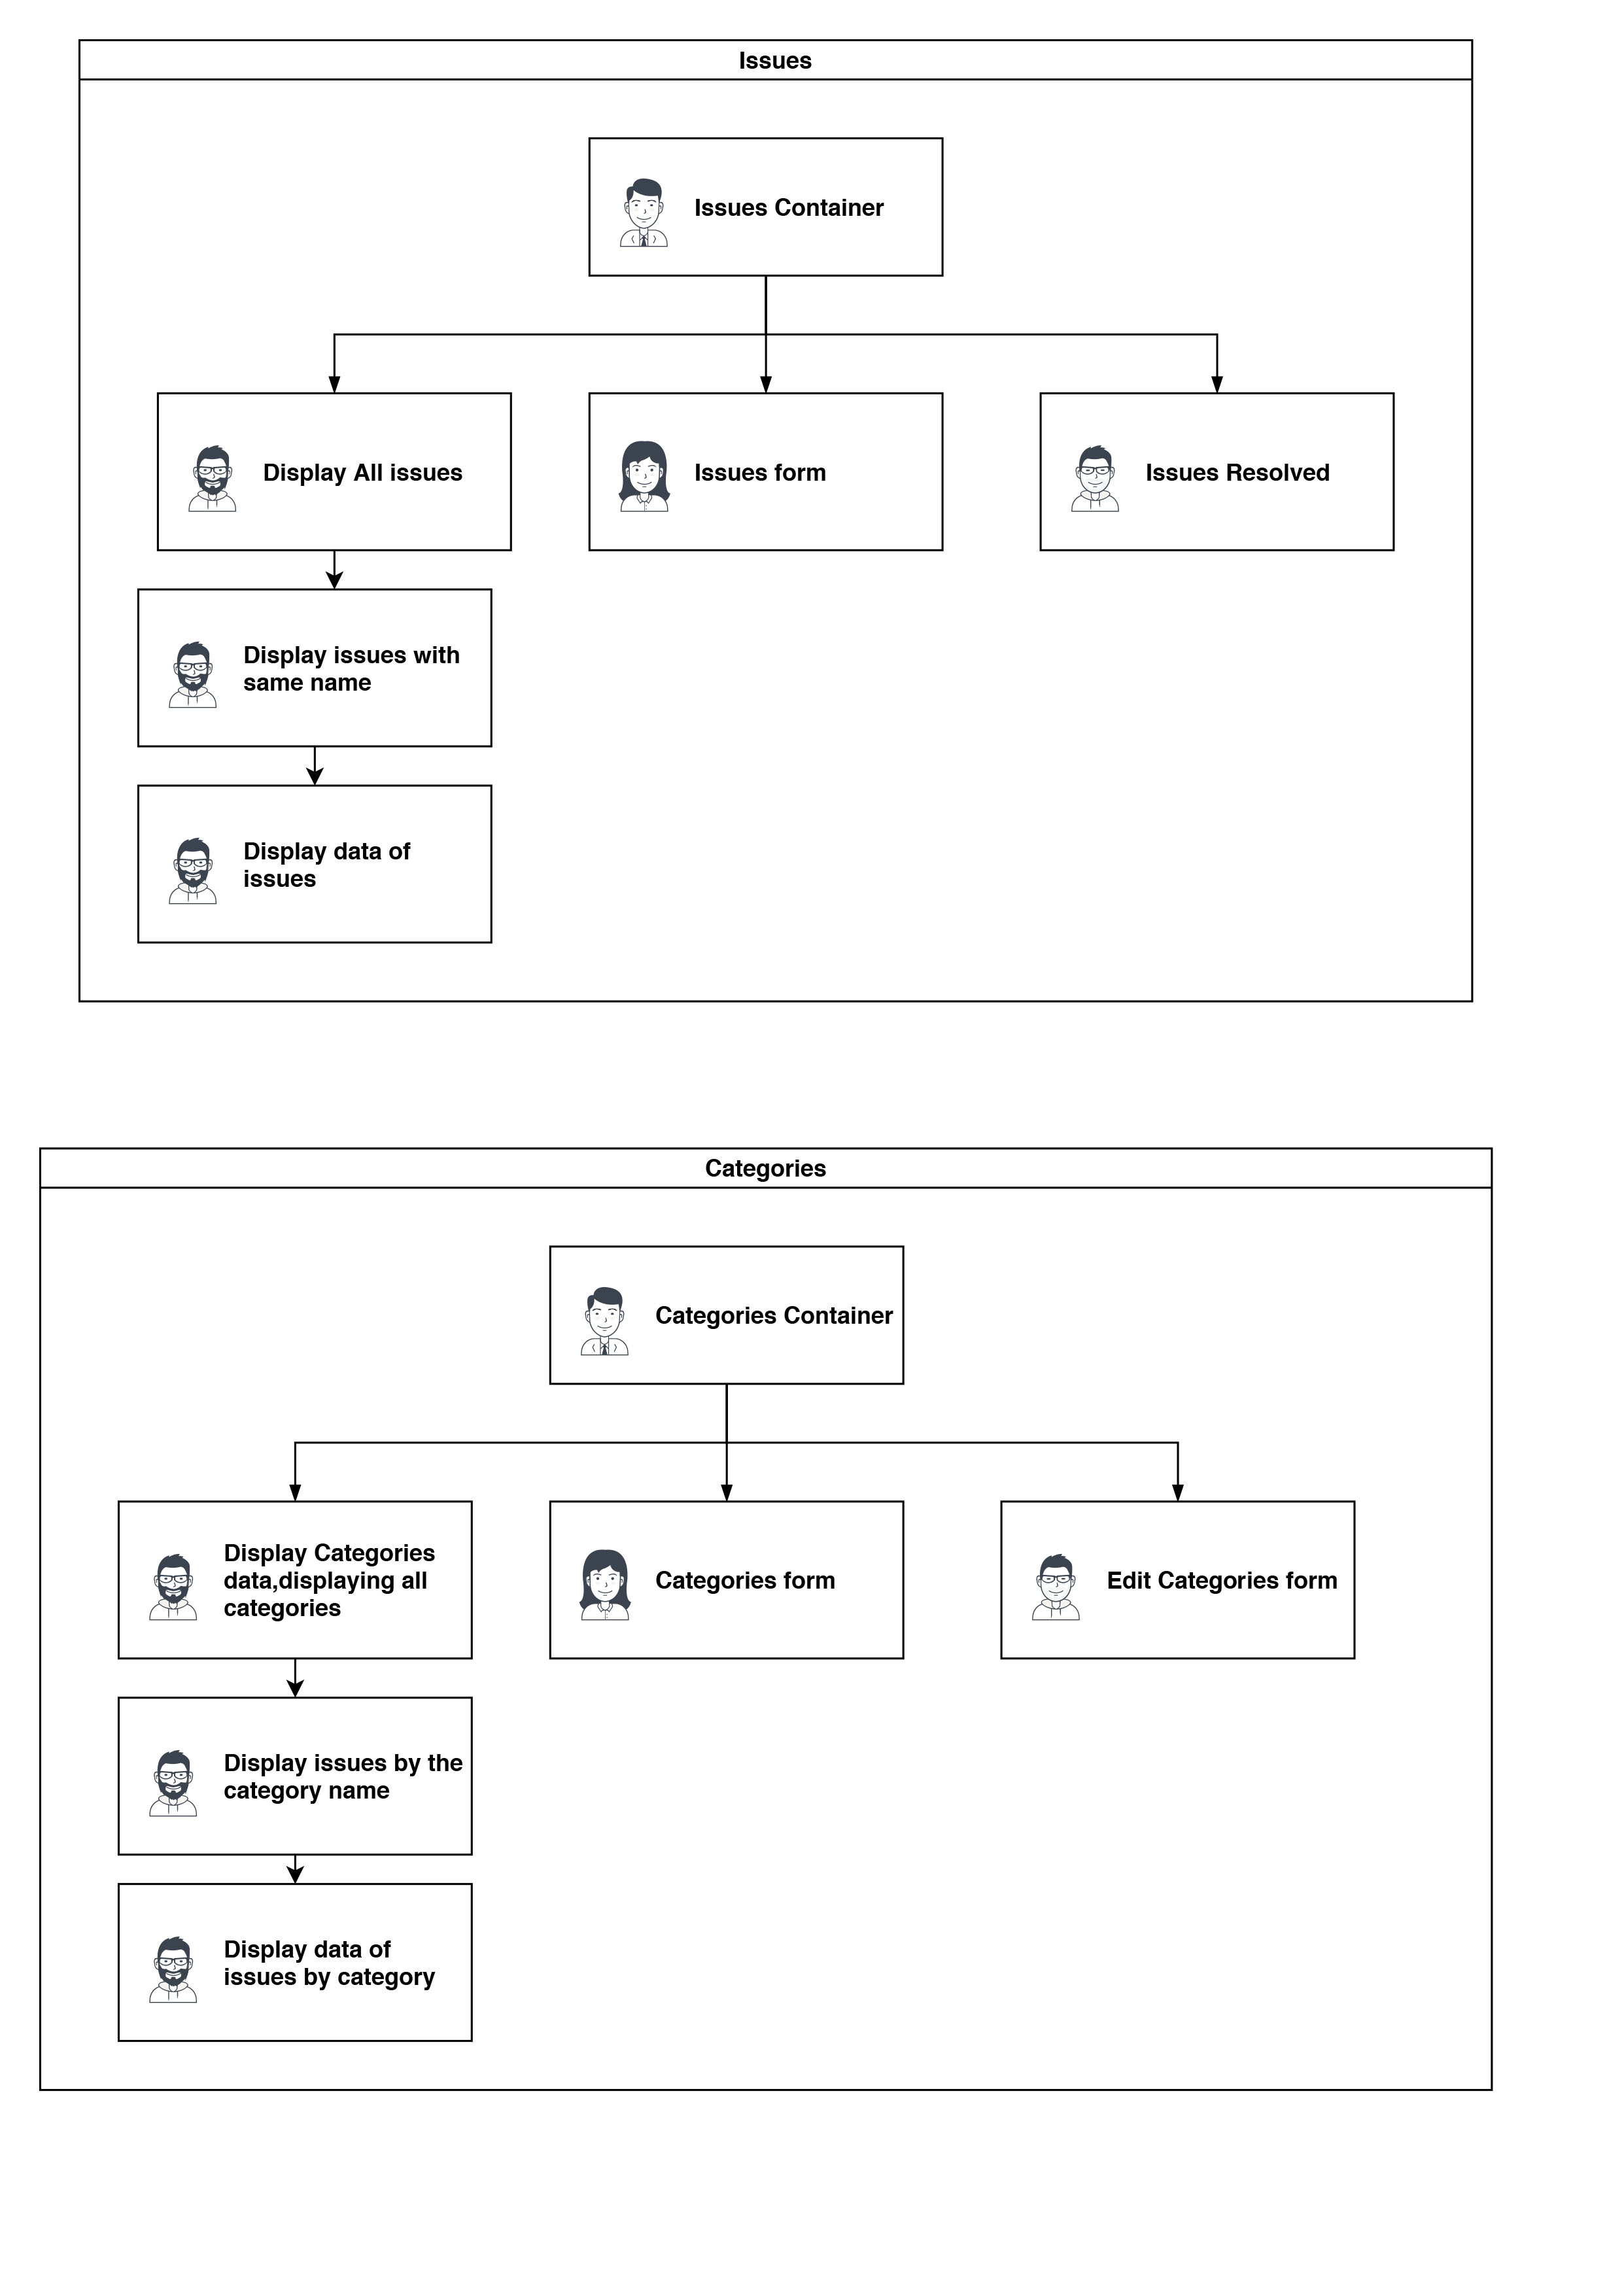 Issues
Issues Container
Display All issues
Issues form
Issues Resolved
Display issues with
same name
Display data of
issues
Categories
Categories Container
Display Categories
data,displaying all
categories
Categories form
Edit Categories form
Display issues by the
category name
Display data of
issues by category